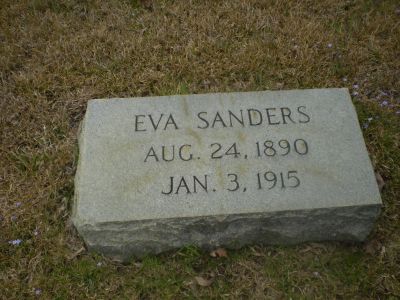 EVA SANDERS
AUG. 24, 1890
JAN. 3, 1915